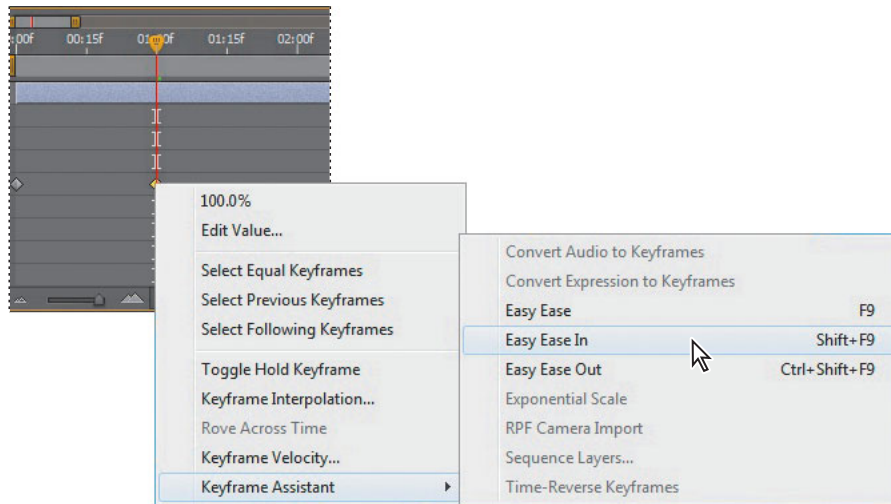 :00f 00:15f 01:00f 01:15f 02:00f
100.0%
Edit Value...
Select Equal Keyframes
Select Previous Keyframes
Select Following Keyframes
Toggle Hold Keyframe
Keyframe Interpolation...
Rove Across Time
Keyframe Velocity...
Keyframe Assistant
Convert Audio to Keyframes
Convert Expression to Keyframes
Easy Ease F9
Easy Ease In Shift+F9
Easy Ease Out Ctrl+Shift+F9
Exponential Scale
RPF Camera Import
Sequence Layers...
Time-Reverse Keyframes